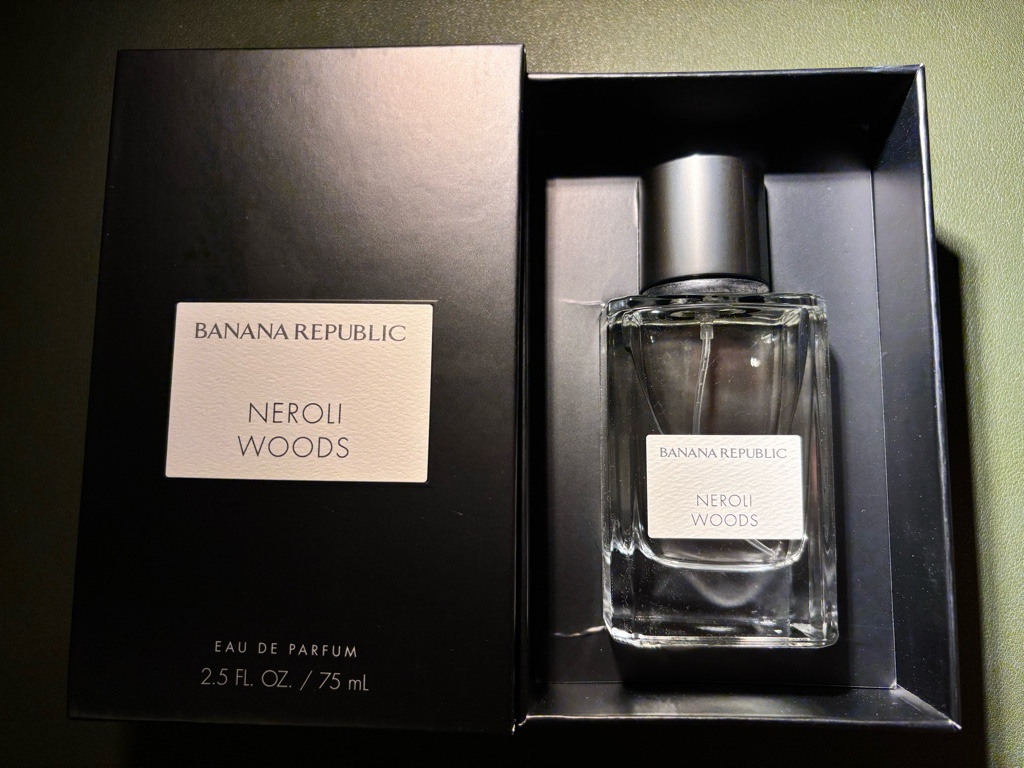 BANANA REPUBLIC
NEROLI
WOODS
EAU DE PARFUM
2.5 FL. OZ. / 75 mL
BANANA REPUBLIC
NEROLI
WOODS